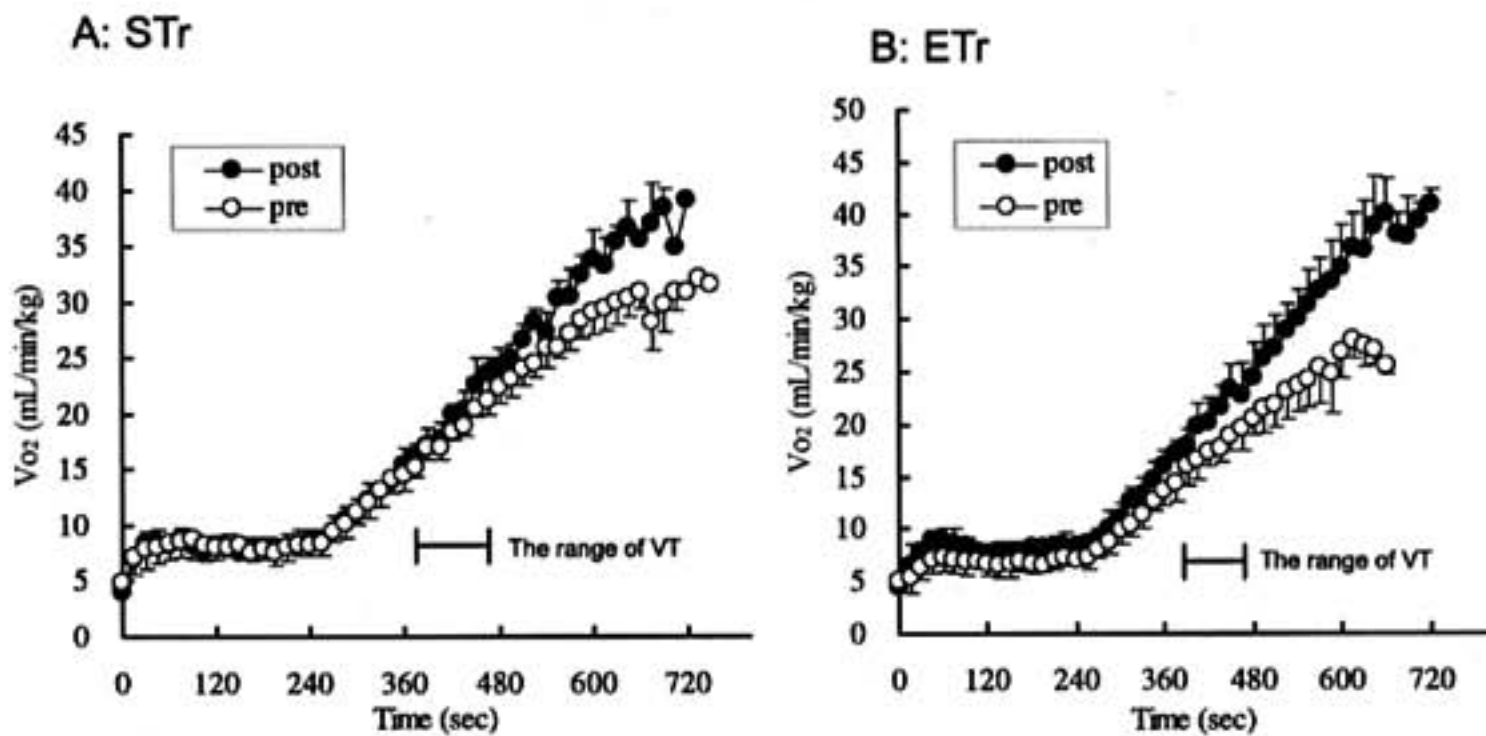 A: STr
45
40
35
30
25
20
15
10
5
0
Vo2 (mL/min/kg)
post
pre
The range of VT
0 120 240 360 480 600 720
Time (sec)
B: ETr
50
45
40
35
30
25
20
15
10
5
0
Vo2 (mL/min/kg)
post
pre
The range of VT
0 120 240 360 480 600 720
Time (sec)